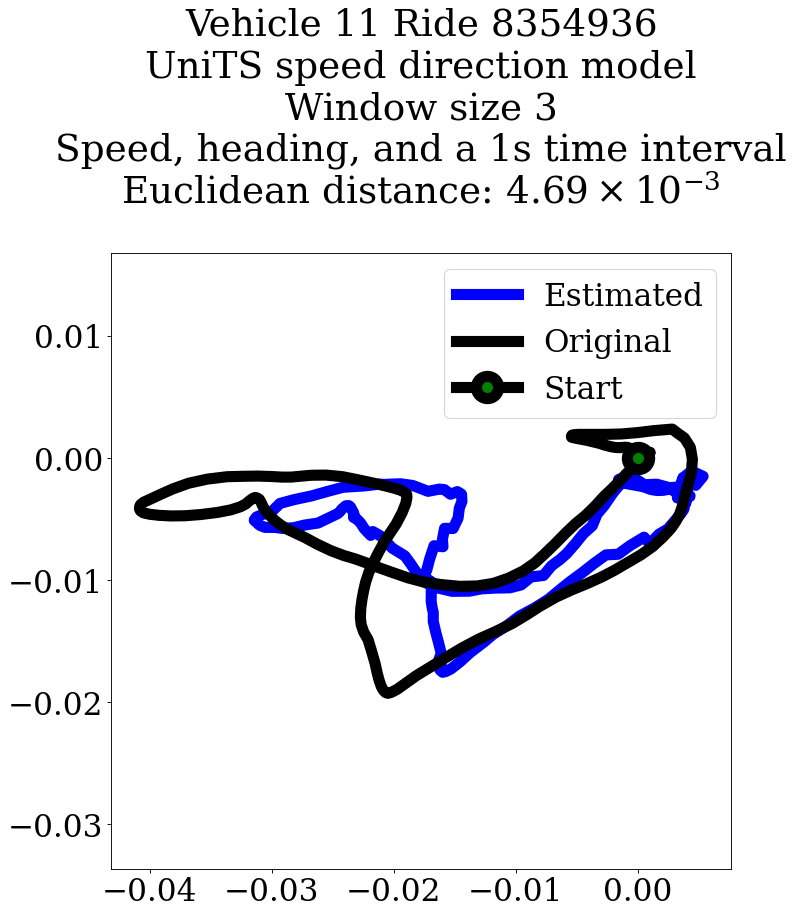 Vehicle 11 Ride 8354936
UniTS speed direction model
Window size 3
Speed, heading, and a 1s time interval
Euclidean distance: 4.69 × 10⁻³
Estimated
Original
Start
0.01
0.00
−0.01
−0.02
−0.03
−0.04 −0.03 −0.02 −0.01 0.00